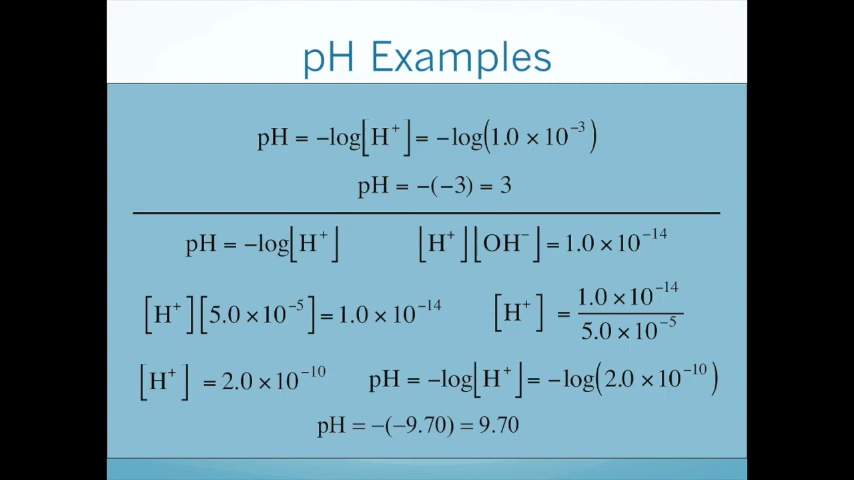 pH Examples
pH = −log[H⁺] = −log(1.0 × 10⁻³)
pH = −(−3) = 3
pH = −log[H⁺] [H⁺][OH⁻] = 1.0 × 10⁻¹⁴
[H⁺][5.0 × 10⁻⁵] = 1.0 × 10⁻¹⁴ [H⁺] = 1.0 × 10⁻¹⁴ / 5.0 × 10⁻⁵
[H⁺] = 2.0 × 10⁻¹⁰ pH = −log[H⁺] = −log(2.0 × 10⁻¹⁰)
pH = −(−9.70) = 9.70